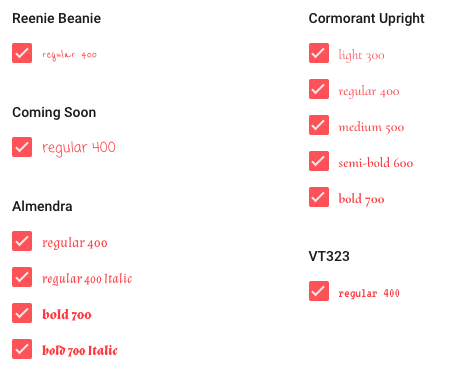 Reenie Beanie
regular 400
Coming Soon
regular 400
Almendra
regular 400
regular 400 Italic
bold 700
bold 700 Italic
Cormorant Upright
light 300
regular 400
medium 500
semi-bold 600
bold 700
VT323
regular 400